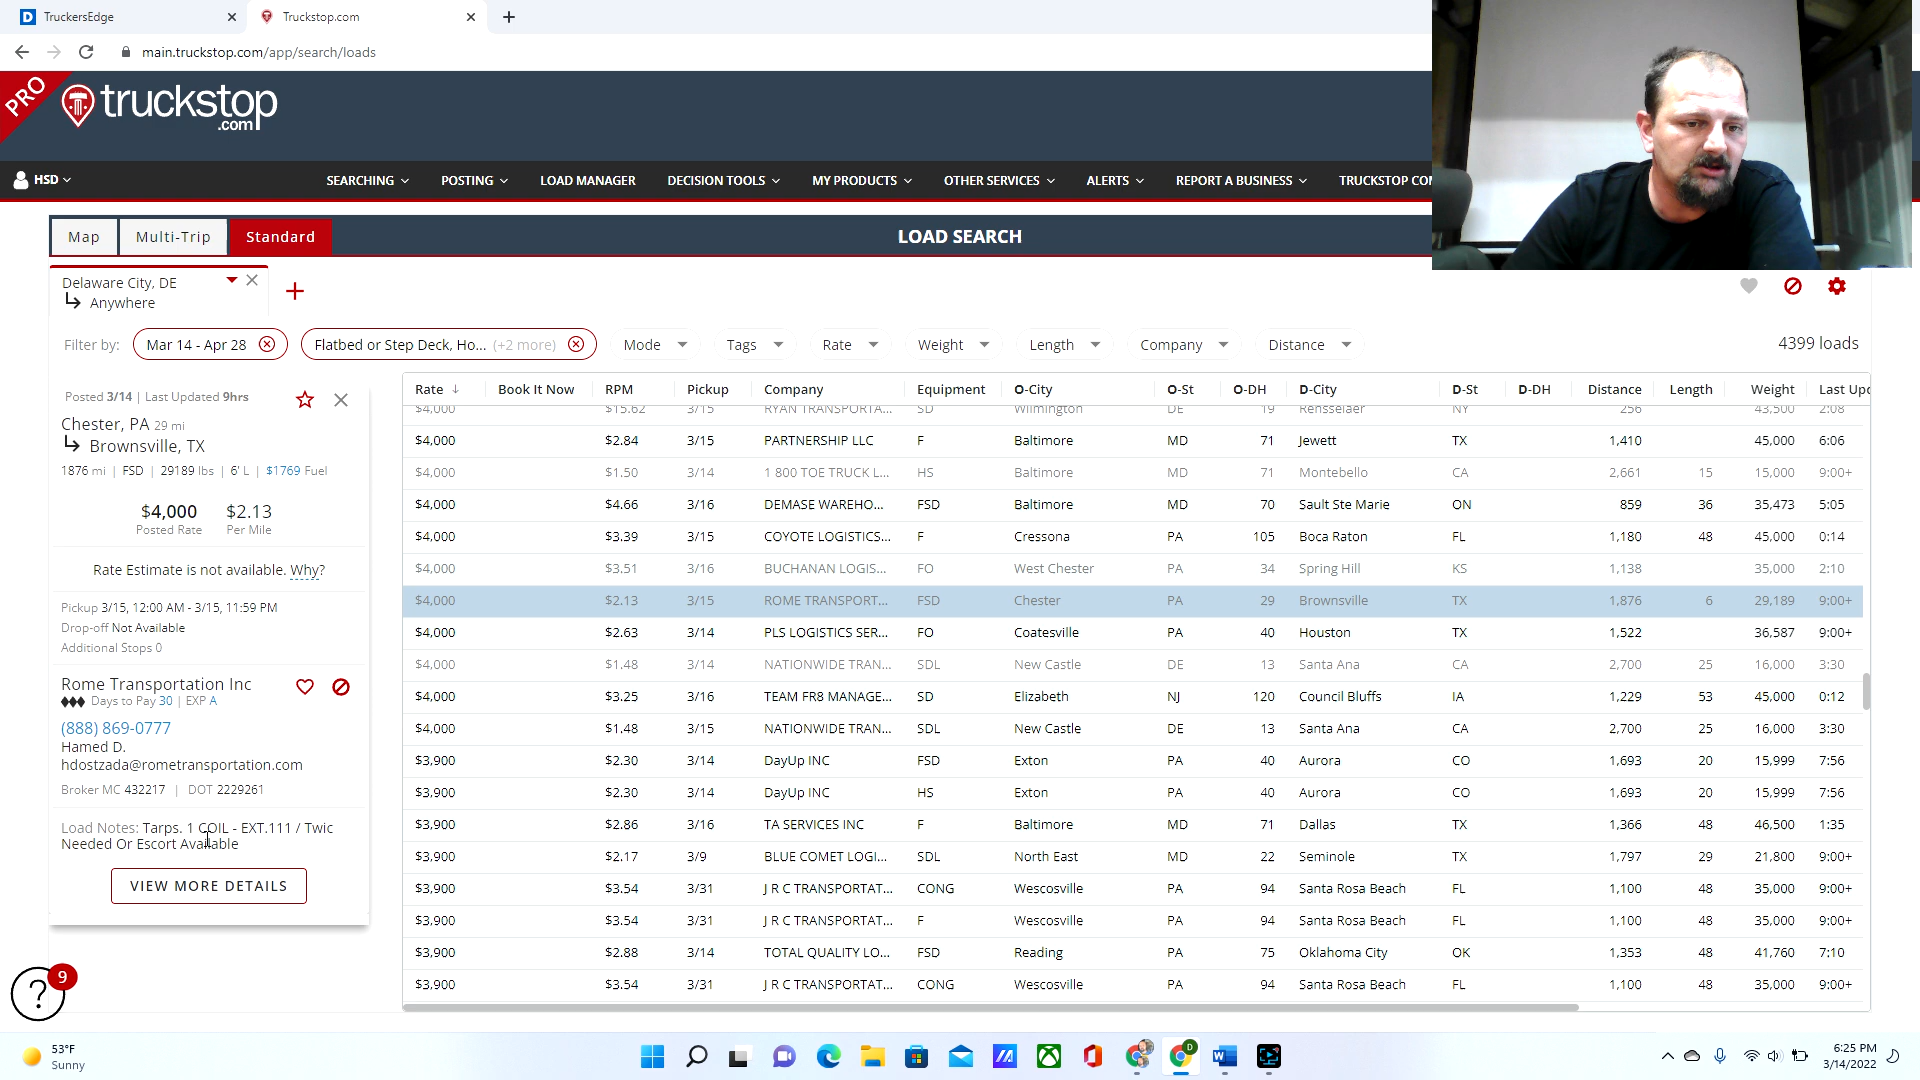 TruckersEdge
Truckstop.com
main.truckstop.com/app/search/loads
PRO
truckstop
.com
HSD
SEARCHING
POSTING
LOAD MANAGER
DECISION TOOLS
MY PRODUCTS
OTHER SERVICES
ALERTS
REPORT A BUSINESS
TRUCKSTOP COM
Map
Multi-Trip
Standard
LOAD SEARCH
Delaware City, DE
Anywhere
Filter by:
Mar 14 - Apr 28
Flatbed or Step Deck, Ho... (+2 more)
Mode
Tags
Rate
Weight
Length
Company
Distance
4399 loads
Posted 3/14 | Last Updated 9hrs
Chester, PA 29 mi
Brownsville, TX
1876 mi | FSD | 29189 lbs | 6' L | $1769 Fuel
$4,000 $2.13
Posted Rate Per Mile
Rate Estimate is not available. Why?
Pickup 3/15, 12:00 AM - 3/15, 11:59 PM
Drop-off Not Available
Additional Stops 0
Rome Transportation Inc
Days to Pay 30 | EXP A
(888) 869-0777
Hamed D.
hdostzada@rometransportation.com
Broker MC 432217 | DOT 2229261
Load Notes: Tarps. 1 COIL - EXT.111 / Twic
Needed Or Escort Available
VIEW MORE DETAILS
Rate Book It Now RPM Pickup Company Equipment O-City O-St O-DH D-City D-St D-DH Distance Length Weight Last Upd
$4,000 $15.62 3/15 RYAN TRANSPORTA... SD Wilmington DE 19 Rensselaer NY 256 43,500 2:08
$4,000 $2.84 3/15 PARTNERSHIP LLC F Baltimore MD 71 Jewett TX 1,410 45,000 6:06
$4,000 $1.50 3/14 1 800 TOE TRUCK L... HS Baltimore MD 71 Montebello CA 2,661 15 15,000 9:00+
$4,000 $4.66 3/16 DEMASE WAREHO... FSD Baltimore MD 70 Sault Ste Marie ON 859 36 35,473 5:05
$4,000 $3.39 3/15 COYOTE LOGISTICS... F Cressona PA 105 Boca Raton FL 1,180 48 45,000 0:14
$4,000 $3.51 3/16 BUCHANAN LOGIS... FO West Chester PA 34 Spring Hill KS 1,138 35,000 2:10
$4,000 $2.13 3/15 ROME TRANSPORT... FSD Chester PA 29 Brownsville TX 1,876 6 29,189 9:00+
$4,000 $2.63 3/14 PLS LOGISTICS SER... FO Coatesville PA 40 Houston TX 1,522 36,587 9:00+
$4,000 $1.48 3/14 NATIONWIDE TRAN... SDL New Castle DE 13 Santa Ana CA 2,700 25 16,000 3:30
$4,000 $3.25 3/16 TEAM FR8 MANAGE... SD Elizabeth NJ 120 Council Bluffs IA 1,229 53 45,000 0:12
$4,000 $1.48 3/15 NATIONWIDE TRAN... SDL New Castle DE 13 Santa Ana CA 2,700 25 16,000 3:30
$3,900 $2.30 3/14 DayUp INC FSD Exton PA 40 Aurora CO 1,693 20 15,999 7:56
$3,900 $2.30 3/14 DayUp INC HS Exton PA 40 Aurora CO 1,693 20 15,999 7:56
$3,900 $2.86 3/16 TA SERVICES INC F Baltimore MD 71 Dallas TX 1,366 48 46,500 1:35
$3,900 $2.17 3/9 BLUE COMET LOGI... SDL North East MD 22 Seminole TX 1,797 29 21,800 9:00+
$3,900 $3.54 3/31 J R C TRANSPORTAT... CONG Wescosville PA 94 Santa Rosa Beach FL 1,100 48 35,000 9:00+
$3,900 $3.54 3/31 J R C TRANSPORTAT... F Wescosville PA 94 Santa Rosa Beach FL 1,100 48 35,000 9:00+
$3,900 $2.88 3/14 TOTAL QUALITY LO... FSD Reading PA 75 Oklahoma City OK 1,353 48 41,760 7:10
$3,900 $3.54 3/31 J R C TRANSPORTAT... CONG Wescosville PA 94 Santa Rosa Beach FL 1,100 48 35,000 9:00+
9
53°F
Sunny
6:25 PM
3/14/2022